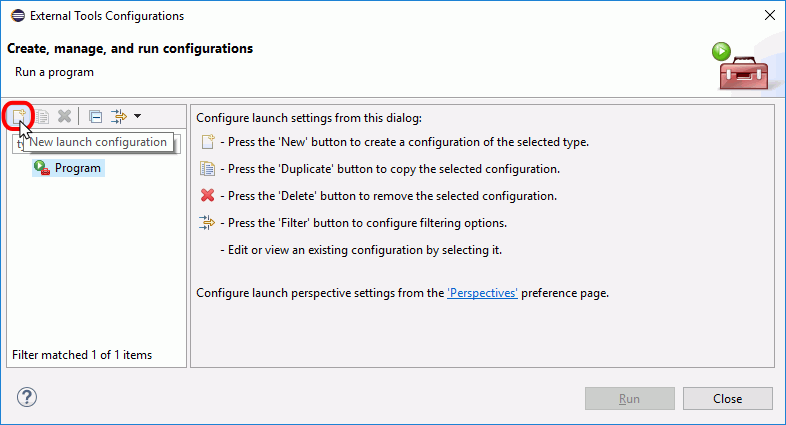 External Tools Configurations
Create, manage, and run configurations
Run a program
New launch configuration
Program
Filter matched 1 of 1 items
Configure launch settings from this dialog:
- Press the 'New' button to create a configuration of the selected type.
- Press the 'Duplicate' button to copy the selected configuration.
- Press the 'Delete' button to remove the selected configuration.
- Press the 'Filter' button to configure filtering options.
- Edit or view an existing configuration by selecting it.
Configure launch perspective settings from the 'Perspectives' preference page.
?
Run
Close